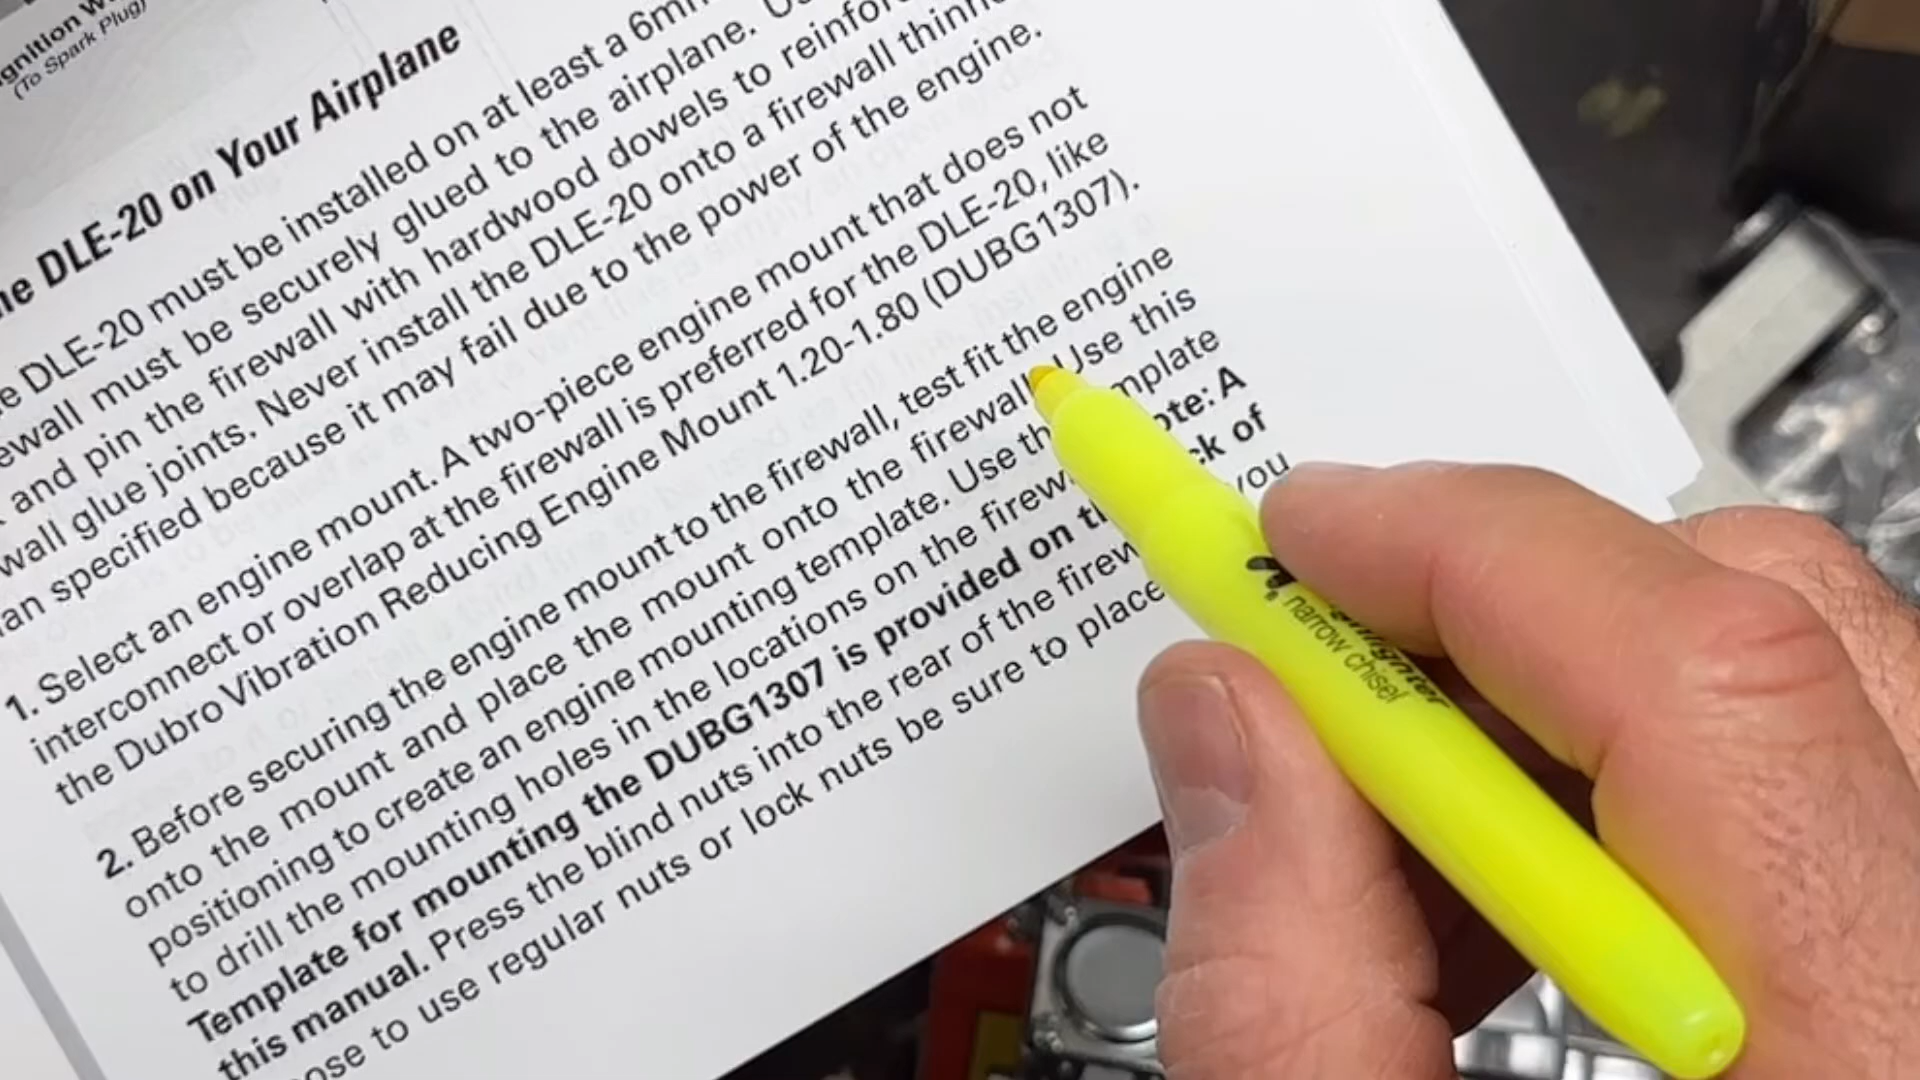 gnition W
(To Spark Plug)
he DLE-20 on Your Airplane
e DLE-20 must be installed on at least a 6mm
ewall must be securely glued to the airplane. Us
and pin the firewall with hardwood dowels to reinfor
wall glue joints. Never install the DLE-20 onto a firewall thinne
an specified because it may fail due to the power of the engine.
1. Select an engine mount. A two-piece engine mount that does not
interconnect or overlap at the firewall is preferred for the DLE-20, like
the Dubro Vibration Reducing Engine Mount 1.20-1.80 (DUBG1307).
2. Before securing the engine mount to the firewall, test fit the engine
onto the mount and place the mount onto the firewall. Use this
positioning to create an engine mounting template. Use th mplate
to drill the mounting holes in the locations on the firew ote: A
Template for mounting the DUBG1307 is provided on t ck of
this manual. Press the blind nuts into the rear of the firew you
ose to use regular nuts or lock nuts be sure to place
narrow chisel